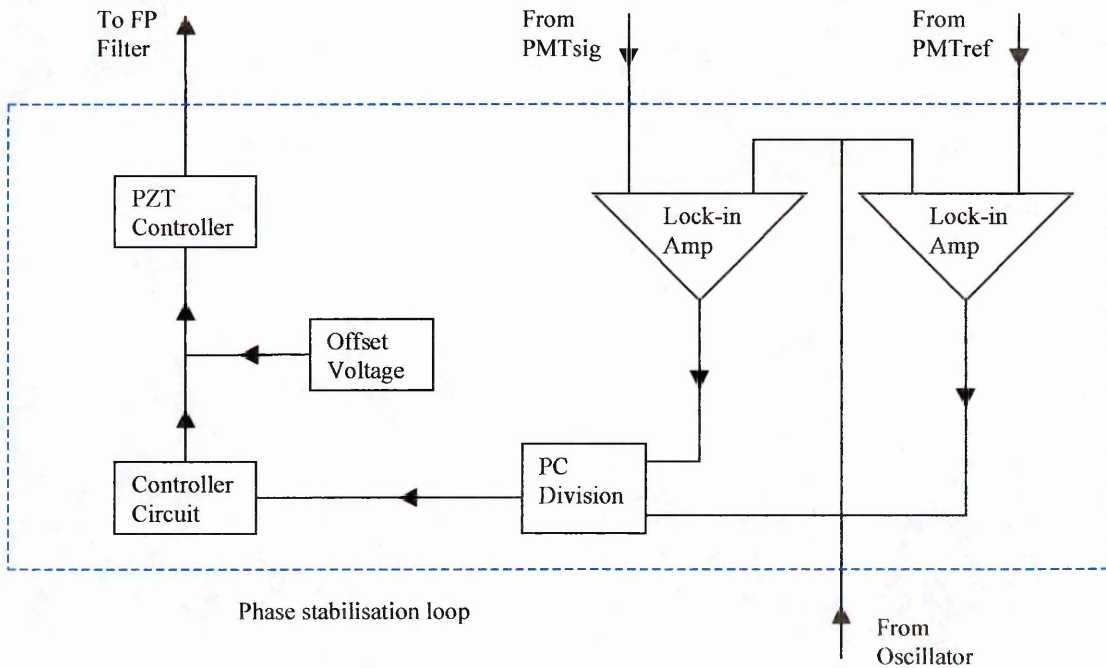 To FP
Filter
From
PMTsig
From
PMTref
PZT
Controller
Lock-in
Amp
Lock-in
Amp
Offset
Voltage
Controller
Circuit
PC
Division
Phase stabilisation loop
From
Oscillator